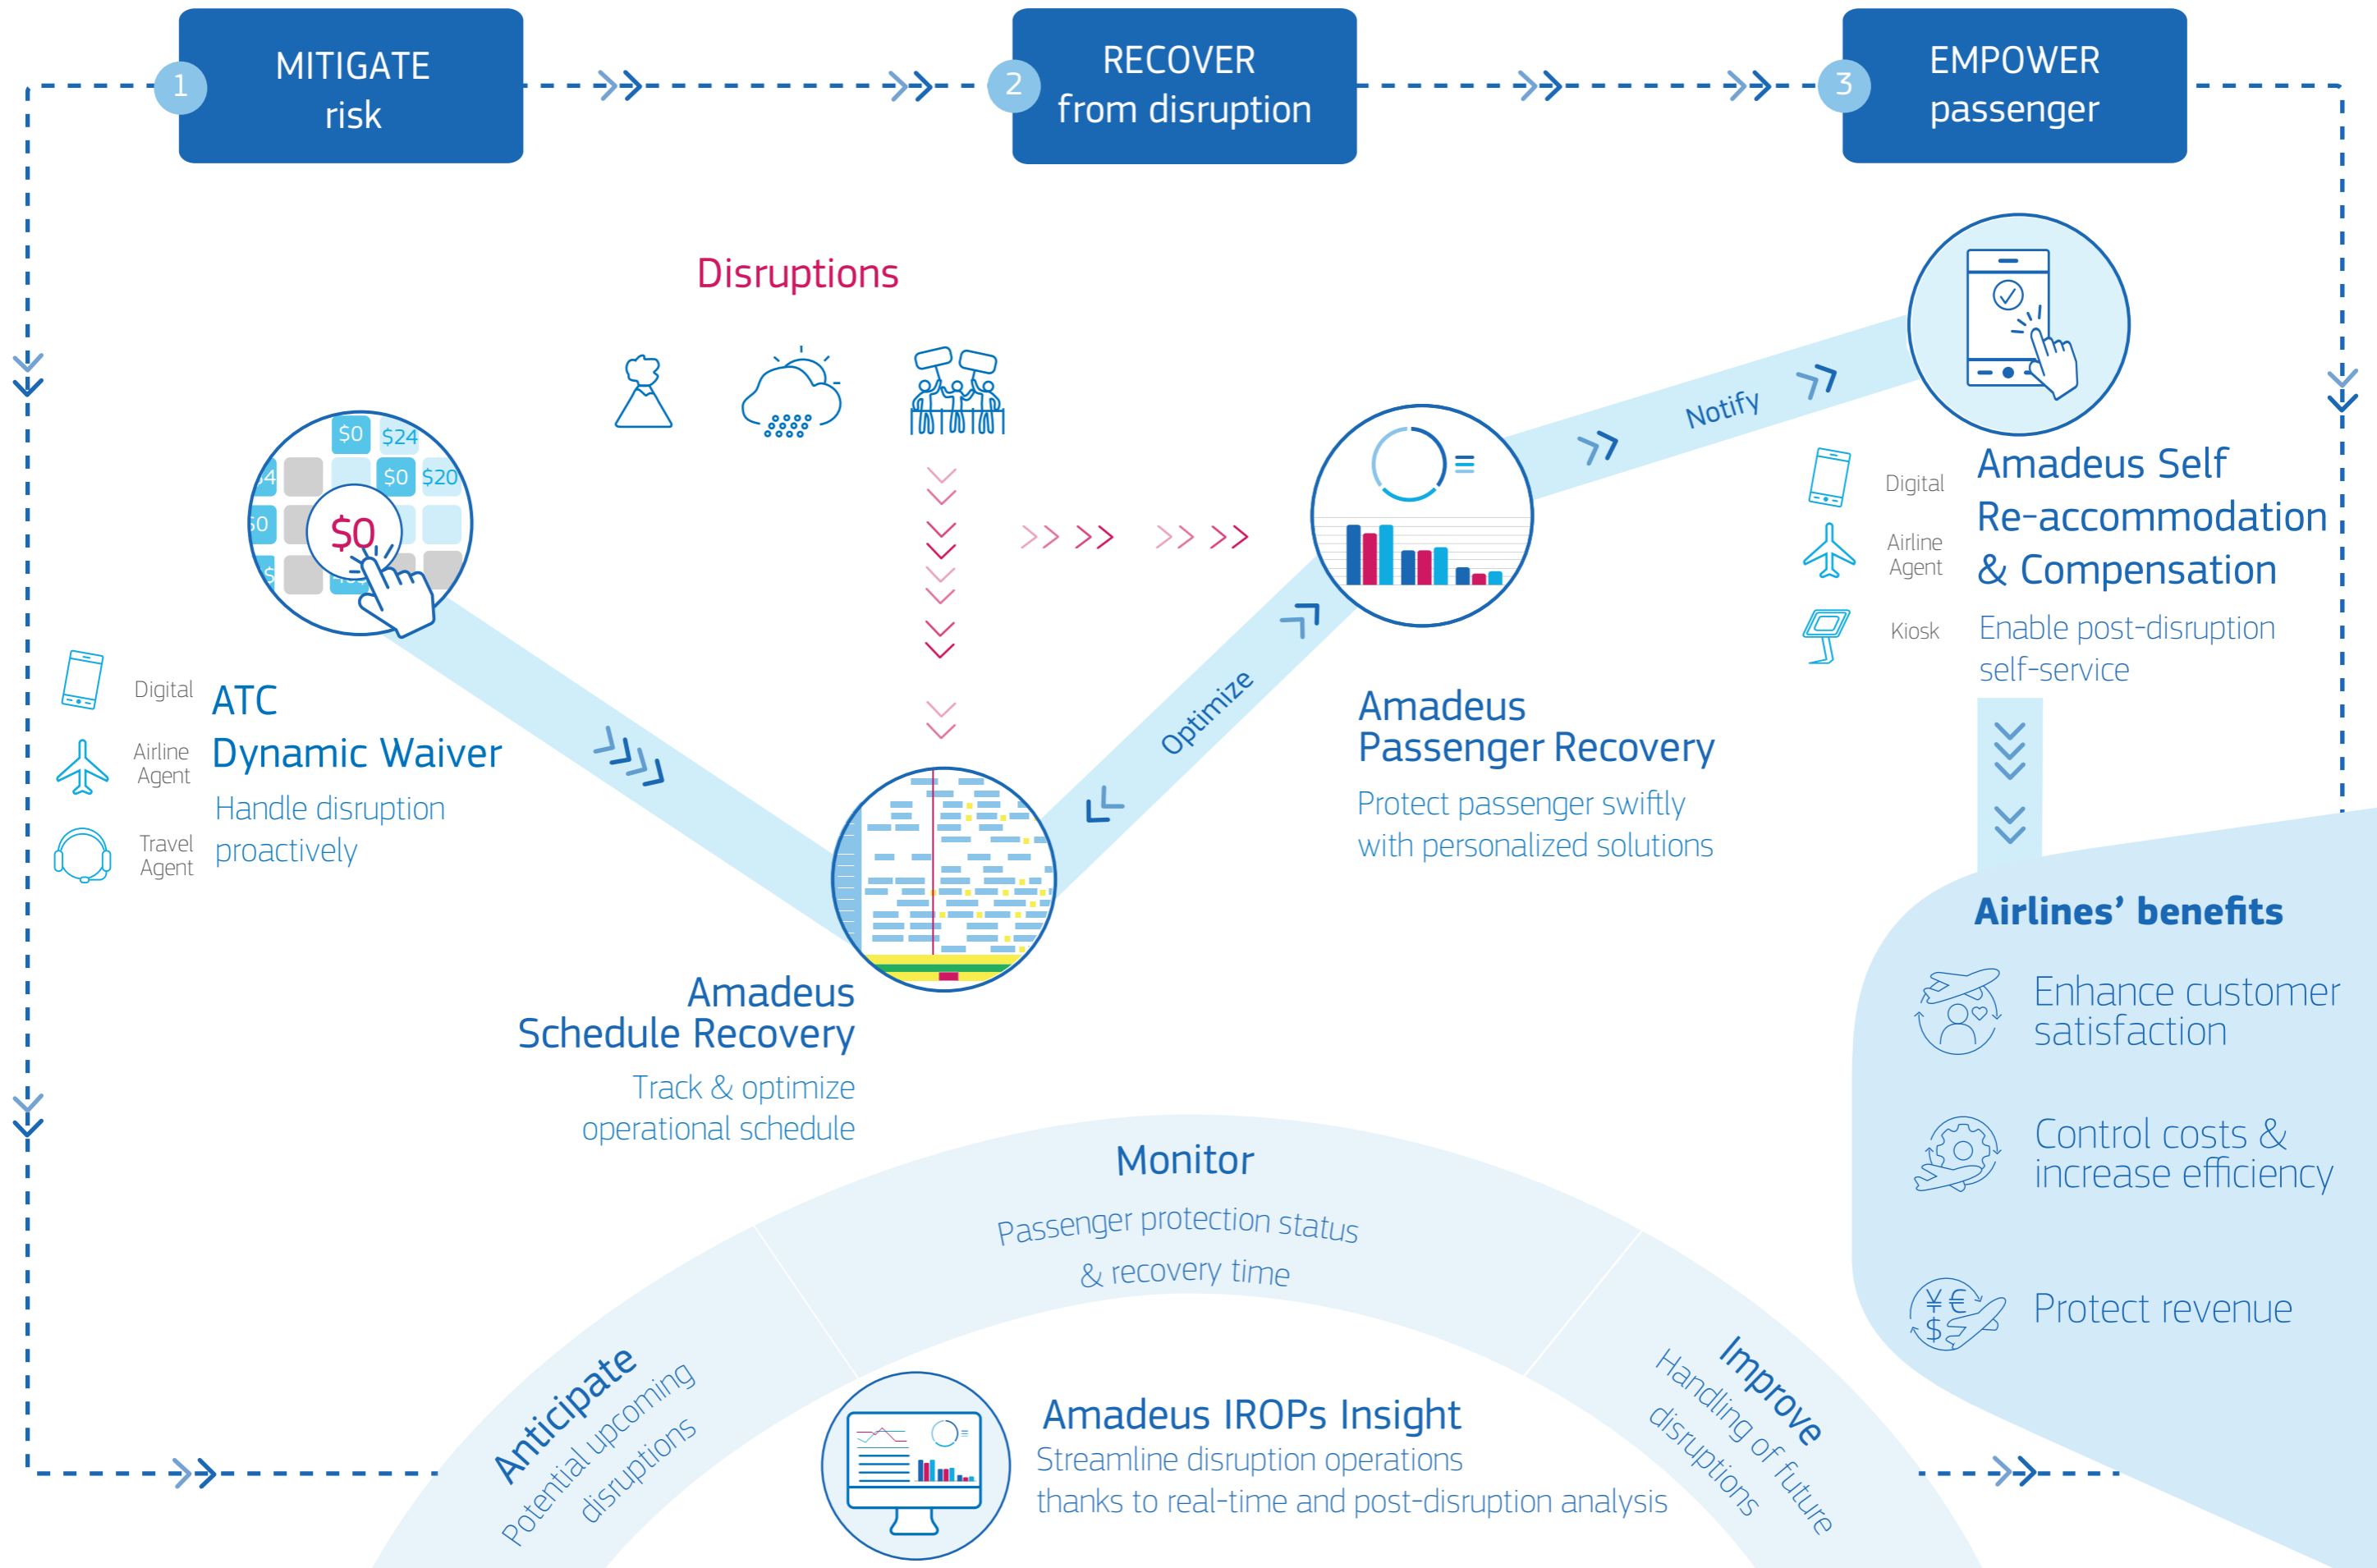 1
MITIGATE
risk
2
RECOVER
from disruption
3
EMPOWER
passenger
Disruptions
$0
$24
$0
$20
$0
Digital
Airline
Agent
Travel
Agent
ATC
Dynamic Waiver
Handle disruption
proactively
Amadeus
Schedule Recovery
Track & optimize
operational schedule
Optimize
Amadeus
Passenger Recovery
Protect passenger swiftly
with personalized solutions
Notify
Digital
Airline
Agent
Kiosk
Amadeus Self
Re-accommodation
& Compensation
Enable post-disruption
self-service
Airlines’ benefits
Enhance customer
satisfaction
Control costs &
increase efficiency
¥ €
$
Protect revenue
Anticipate
Potential upcoming
disruptions
Monitor
Passenger protection status
& recovery time
Improve
Handling of future
disruptions
Amadeus IROPs Insight
Streamline disruption operations
thanks to real-time and post-disruption analysis